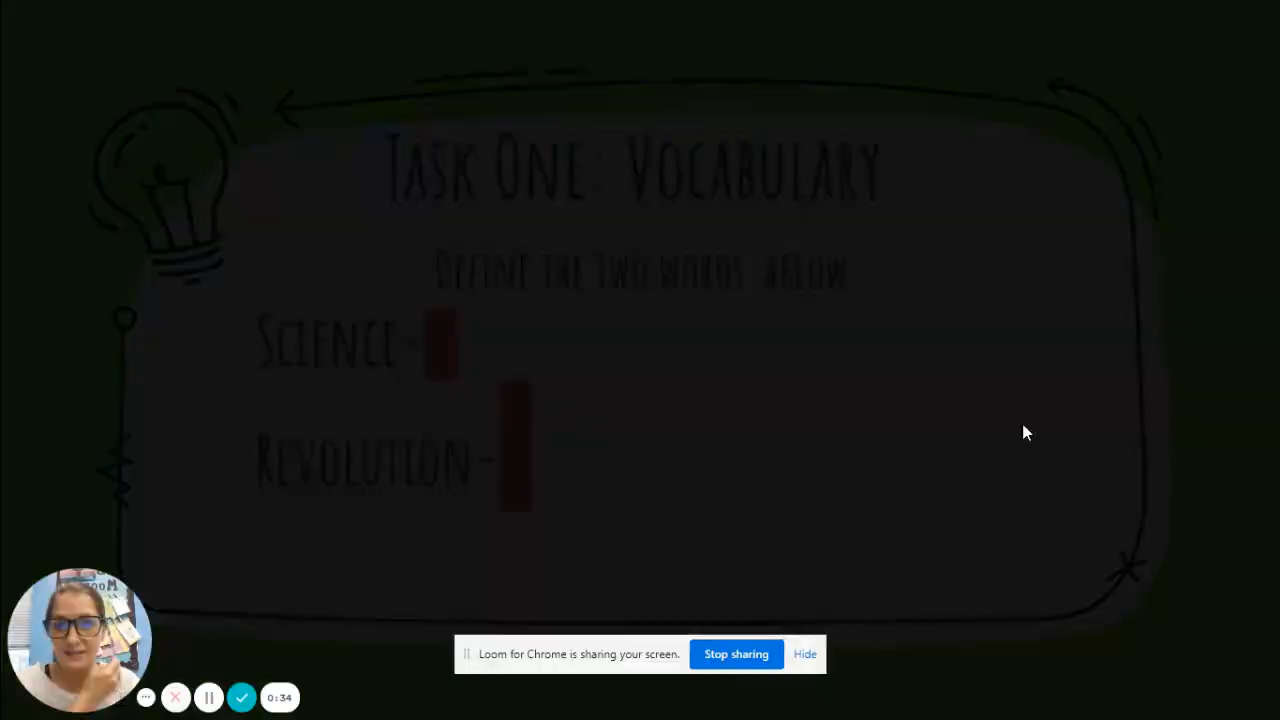 Task One: Vocabulary
Define the two words below
Science-
Revolution-
Loom for Chrome is sharing your screen.
Stop sharing
Hide
0:34